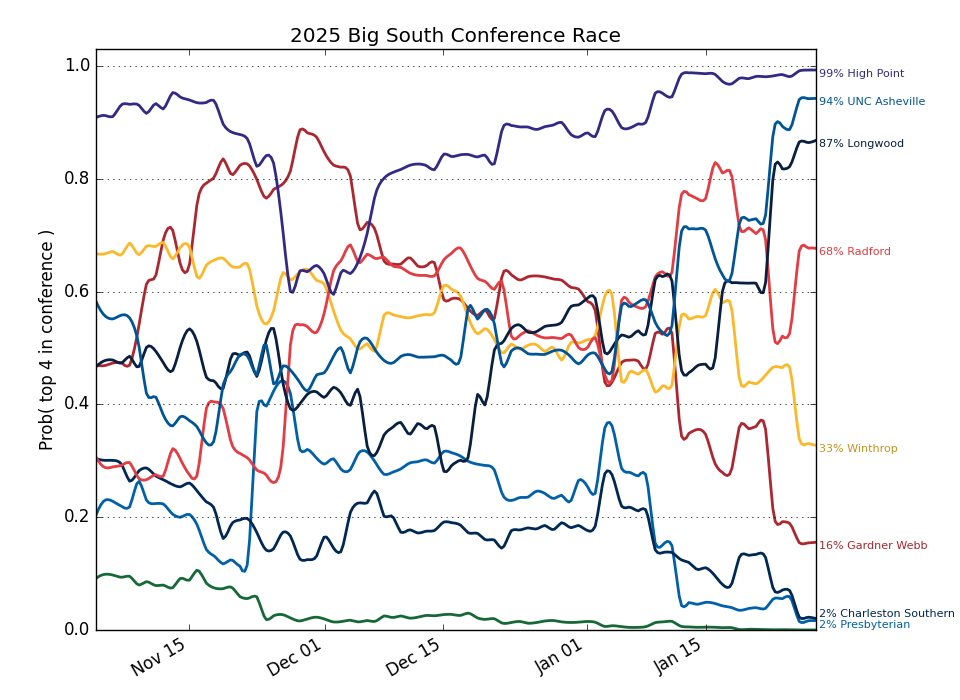 2025 Big South Conference Race
Prob( top 4 in conference )
1.0
0.8
0.6
0.4
0.2
0.0
Nov 15
Dec 01
Dec 15
Jan 01
Jan 15
99% High Point
94% UNC Asheville
87% Longwood
68% Radford
33% Winthrop
16% Gardner Webb
2% Charleston Southern
2% Presbyterian